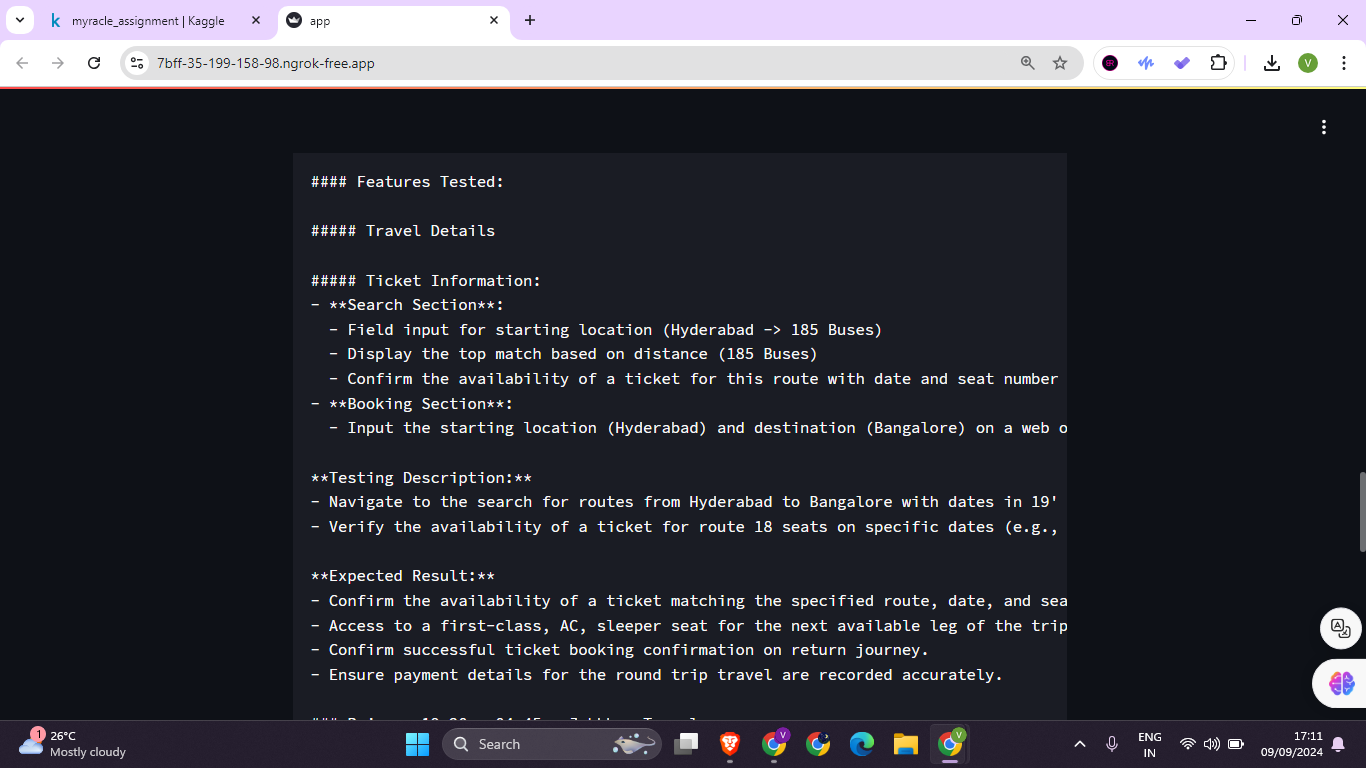 myracle_assignment | Kaggle
app
7bff-35-199-158-98.ngrok-free.app
#### Features Tested:
##### Travel Details
##### Ticket Information:
- **Search Section**:
- Field input for starting location (Hyderabad -> 185 Buses)
- Display the top match based on distance (185 Buses)
- Confirm the availability of a ticket for this route with date and seat number
- **Booking Section**:
- Input the starting location (Hyderabad) and destination (Bangalore) on a web o
**Testing Description:**
- Navigate to the search for routes from Hyderabad to Bangalore with dates in 19'
- Verify the availability of a ticket for route 18 seats on specific dates (e.g.,
**Expected Result:**
- Confirm the availability of a ticket matching the specified route, date, and sea
- Access to a first-class, AC, sleeper seat for the next available leg of the trip
- Confirm successful ticket booking confirmation on return journey.
- Ensure payment details for the round trip travel are recorded accurately.
1
26°C
Mostly cloudy
Search
ENG
IN
17:11
09/09/2024